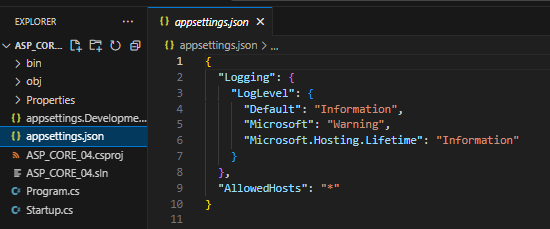 EXPLORER
ASP_COR...
bin
obj
Properties
appsettings.Developme...
appsettings.json
ASP_CORE_04.csproj
ASP_CORE_04.sln
Program.cs
Startup.cs
{} appsettings.json ×
{} appsettings.json > ...
1 {
2 "Logging": {
3 "LogLevel": {
4 "Default": "Information",
5 "Microsoft": "Warning",
6 "Microsoft.Hosting.Lifetime": "Information"
7 }
8 },
9 "AllowedHosts": "*"
10 }
11